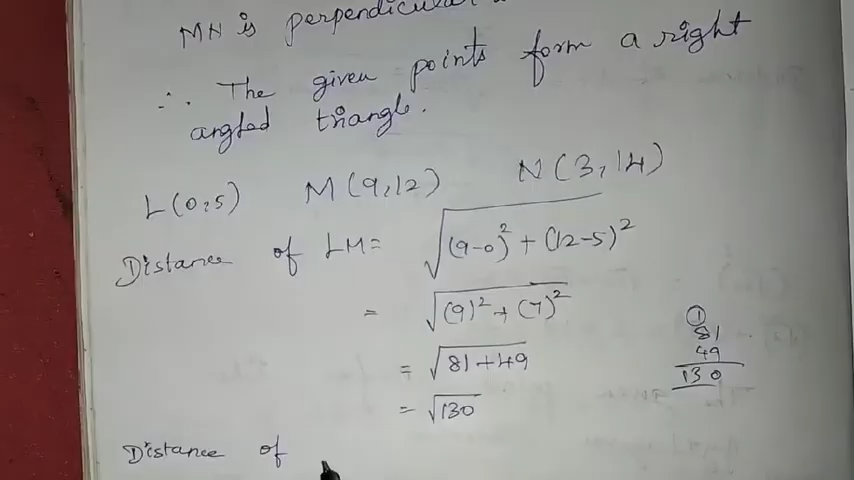 MN is perpendicular
∴ The given points form a right
angled triangle.
L(0,5) M(9,12) N(3,14)
Distance of LM= √(9-0)² + (12-5)²
= √(9)² + (7)²
= √81+49
= √130
1
81
49
130
Distance of